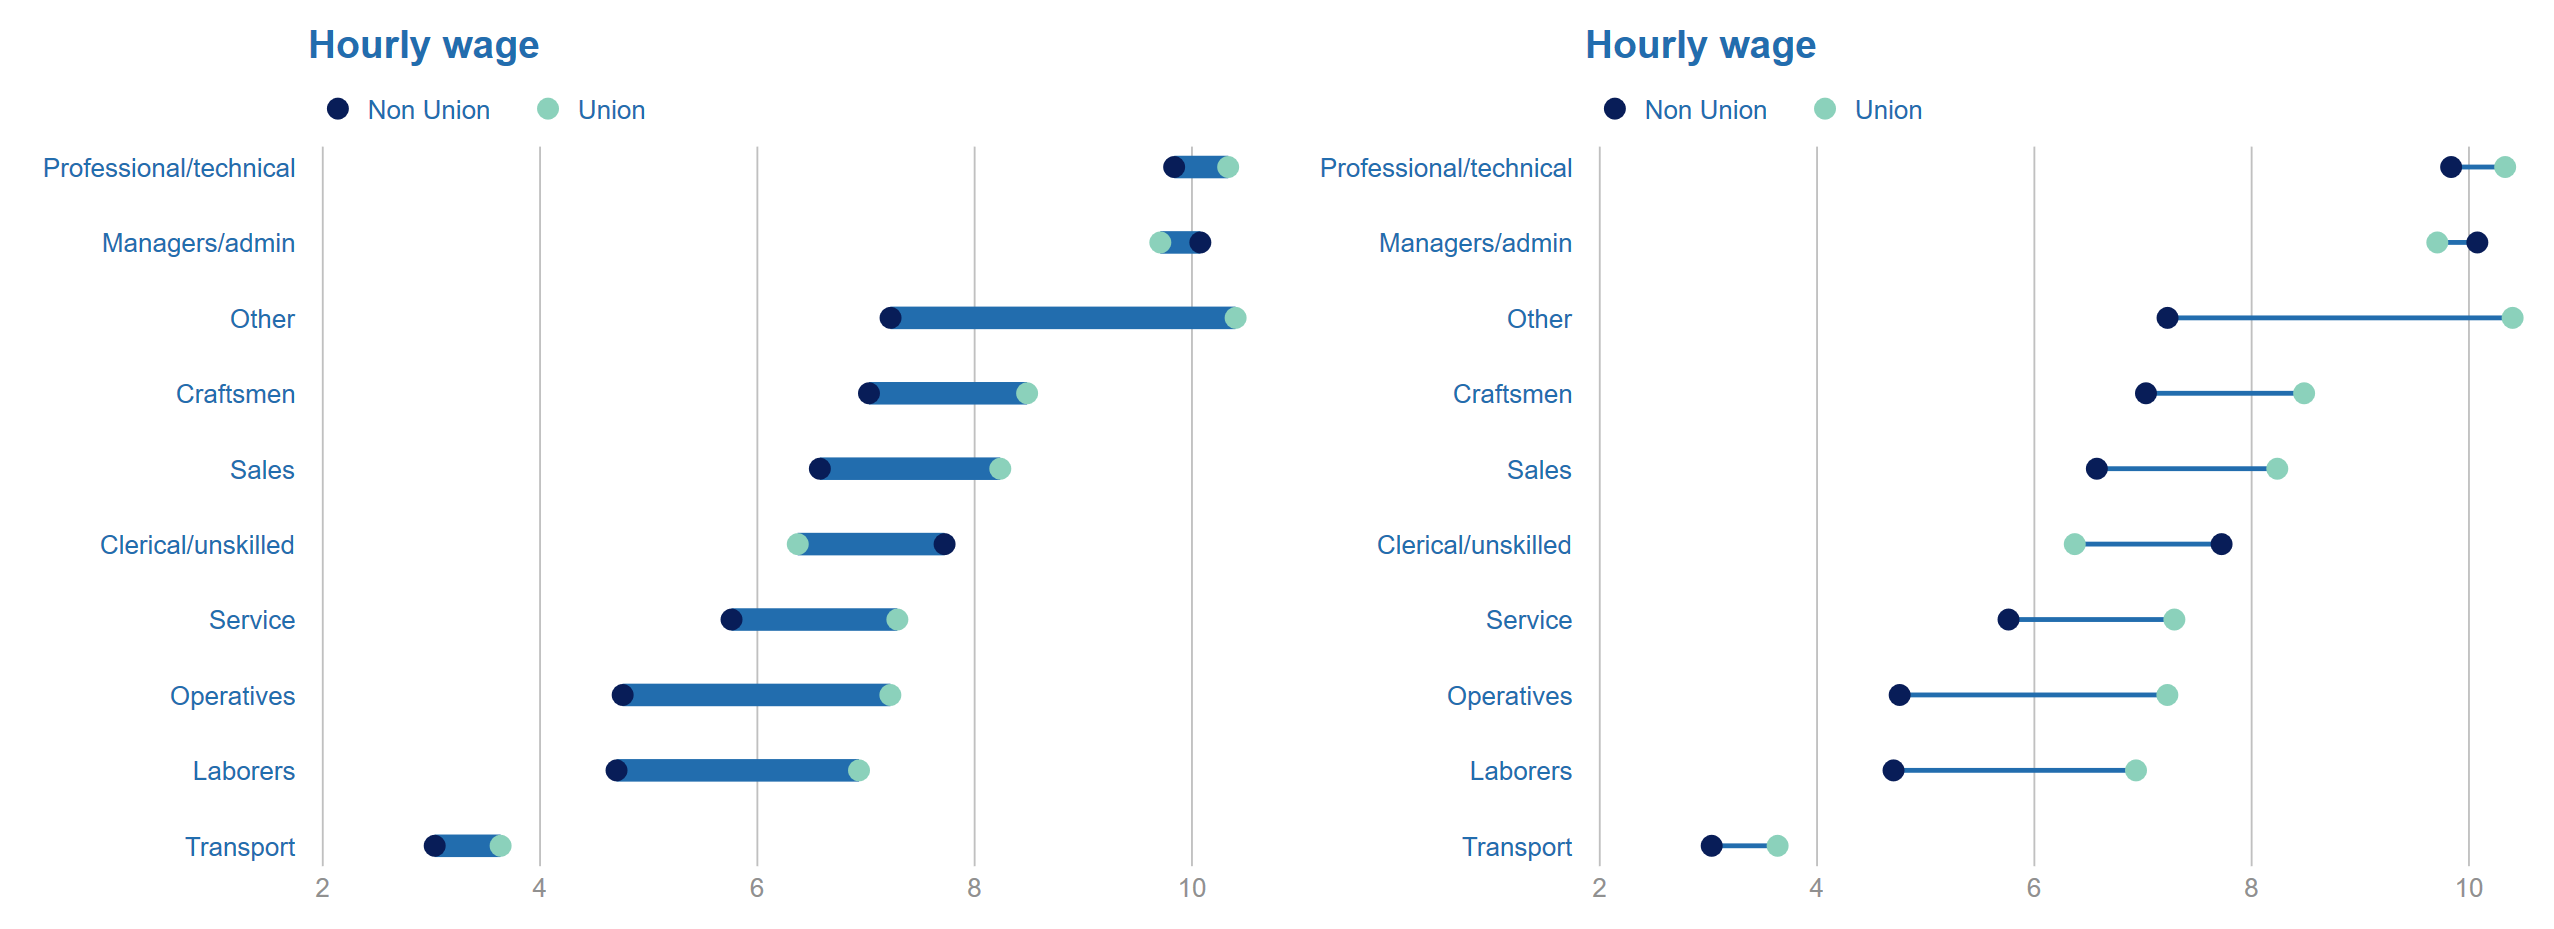 Hourly wage
Non Union Union
Professional/technical
Managers/admin
Other
Craftsmen
Sales
Clerical/unskilled
Service
Operatives
Laborers
Transport
2 4 6 8 10
Hourly wage
Non Union Union
Professional/technical
Managers/admin
Other
Craftsmen
Sales
Clerical/unskilled
Service
Operatives
Laborers
Transport
2 4 6 8 10